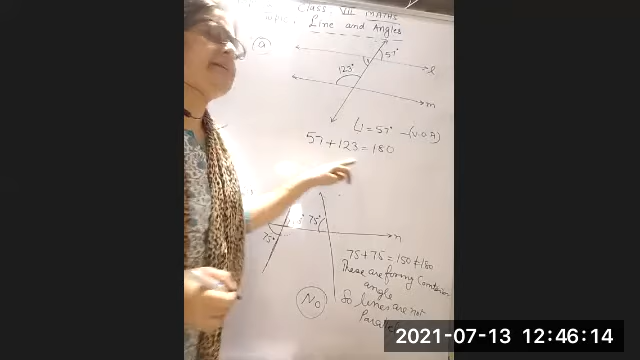 Class VII MATHS
Line and Angles
(a)
57°
1
l
123°
m
∠1 = 57° - (V.O.A)
57 + 123 = 180
75°
75°
n
75 + 75 = 150 ≠ 180
These are forming
angle
So lines are not
Parallel
No
2021-07-13 12:46:14